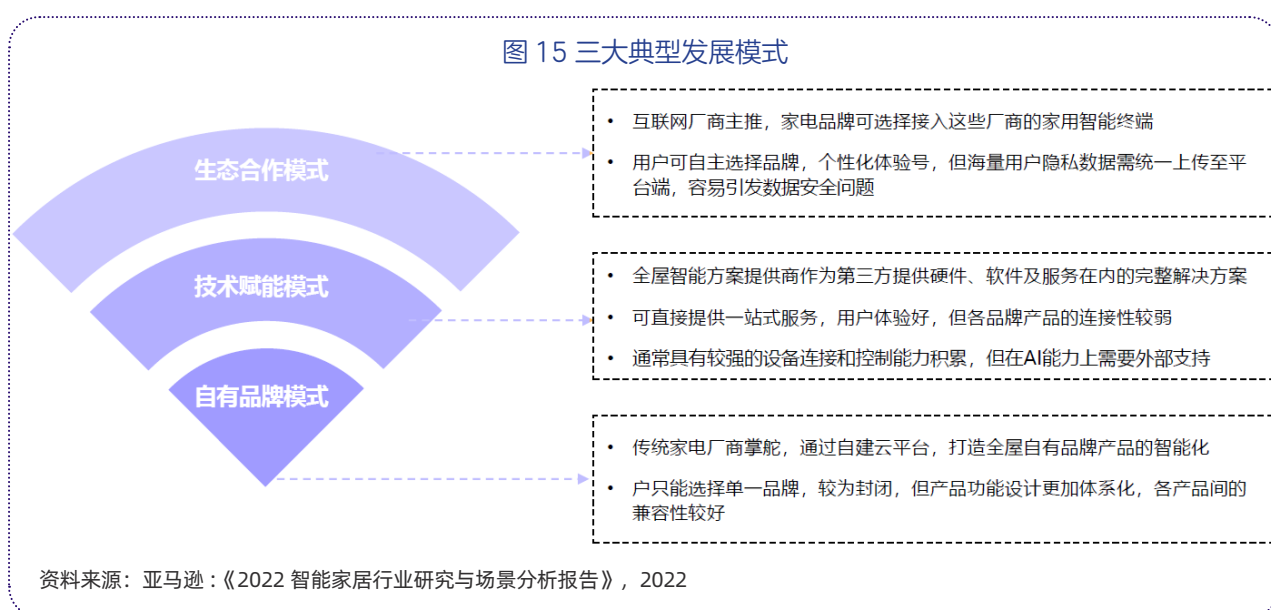 图 15 三大典型发展模式
生态合作模式
• 互联网厂商主推，家电品牌可选择接入这些厂商的家用智能终端
• 用户可自主选择品牌，个性化体验号，但海量用户隐私数据需统一上传至平
台端，容易引发数据安全问题
技术赋能模式
• 全屋智能方案提供商作为第三方提供硬件、软件及服务在内的完整解决方案
• 可直接提供一站式服务，用户体验好，但各品牌产品的连接性较弱
• 通常具有较强的设备连接和控制能力积累，但在AI能力上需要外部支持
自有品牌模式
• 传统家电厂商掌舵，通过自建云平台，打造全屋自有品牌产品的智能化
• 户只能选择单一品牌，较为封闭，但产品功能设计更加体系化，各产品间的
兼容性较好
资料来源：亚马逊：《2022 智能家居行业研究与场景分析报告》，2022